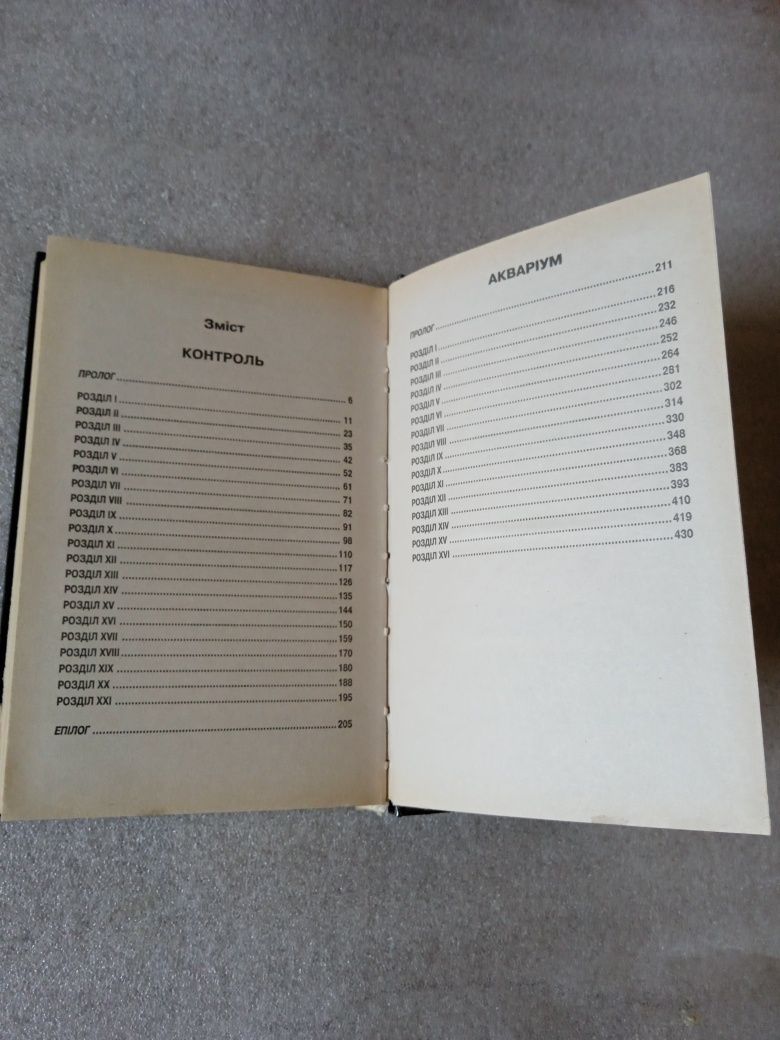 Зміст
КОНТРОЛЬ
ПРОЛОГ 6
РОЗДІЛ I 11
РОЗДІЛ II 23
РОЗДІЛ III 35
РОЗДІЛ IV 42
РОЗДІЛ V 52
РОЗДІЛ VI 61
РОЗДІЛ VII 71
РОЗДІЛ VIII 82
РОЗДІЛ IX 91
РОЗДІЛ X 98
РОЗДІЛ XI 110
РОЗДІЛ XII 117
РОЗДІЛ XIII 126
РОЗДІЛ XIV 135
РОЗДІЛ XV 144
РОЗДІЛ XVI 150
РОЗДІЛ XVII 159
РОЗДІЛ XVIII 170
РОЗДІЛ XIX 180
РОЗДІЛ XX 188
РОЗДІЛ XXI 195
ЕПІЛОГ 205
АКВАРІУМ
ПРОЛОГ 211
РОЗДІЛ I 216
РОЗДІЛ II 232
РОЗДІЛ III 246
РОЗДІЛ IV 252
РОЗДІЛ V 264
РОЗДІЛ VI 281
РОЗДІЛ VII 302
РОЗДІЛ VIII 314
РОЗДІЛ IX 330
РОЗДІЛ X 348
РОЗДІЛ XI 368
РОЗДІЛ XII 383
РОЗДІЛ XIII 393
РОЗДІЛ XIV 410
РОЗДІЛ XV 419
РОЗДІЛ XVI 430